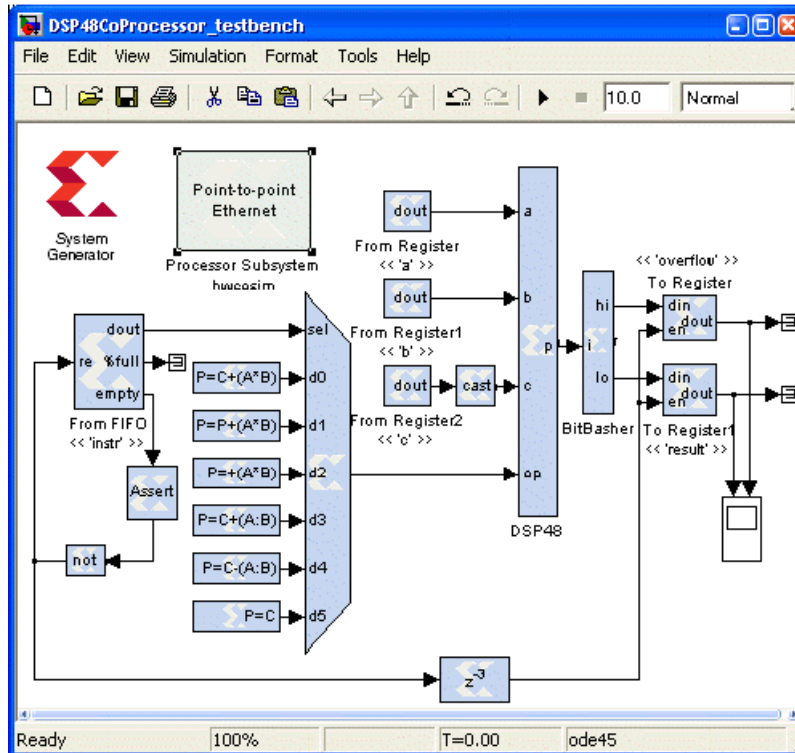 DSP48CoProcessor_testbench
File Edit View Simulation Format Tools Help
10.0 Normal
System
Generator
Point-to-point
Ethernet
Processor Subsystem
hwcosim
dout
From Register
<< 'a' >>
dout
From Register1
<< 'b' >>
dout
From Register2
<< 'c' >>
cast
a
b
c
op
p
DSP48
i
hi
lo
BitBasher
<< 'overflou' >>
To Register
din
en
dout
din
en
dout
To Register1
<< 'result' >>
dout
re %full
empty
From FIFO
<< 'instr' >>
Assert
not
sel
P=C+(A*B) d0
P=P+(A*B) d1
P=+(A*B) d2
P=C+(A:B) d3
P=C-(A:B) d4
P=C d5
z-3
Ready 100% T=0.00 ode45